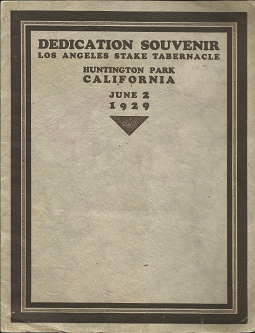 DEDICATION SOUVENIR
LOS ANGELES STAKE TABERNACLE
HUNTINGTON PARK
CALIFORNIA
JUNE 2
1929